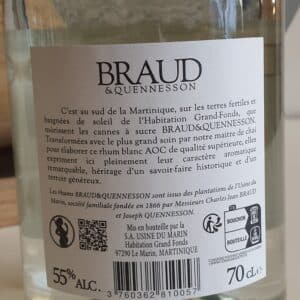 BRAUD
&QUENNESSON
C'est au sud de la Martinique, sur les terres fertiles et
baignées de soleil de l'Habitation Grand-Fonds, que
mûrissent les cannes à sucre BRAUD&QUENNESSON.
Transformées avec le plus grand soin par notre maitre de chai
pour élaborer ce rhum blanc AOC de qualité supérieure, elles
expriment ici pleinement leur caractère aromatique
remarquable, héritage d'un savoir-faire historique et d'un
terroir généreux.
Les rhums BRAUD&QUENNESSON sont issus des plantations de l'Usine du
Marin, société familiale fondée en 1866 par Messieurs Charles Jean BRAUD
et Joseph QUENNESSON.
Mis en bouteille par
S.A. USINE DU MARIN
Habitation Grand Fonds
97290 Le Marin, MARTINIQUE
BOUCHON
BOUTEILLE
55% ALC.
3 760362 810057
70 cl ℮